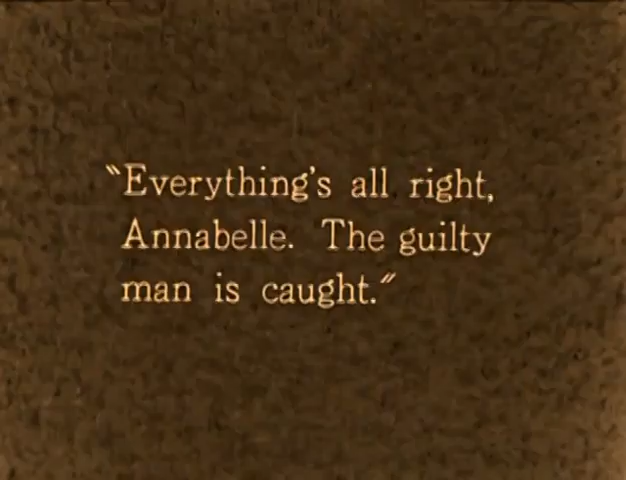 "Everything's all right,
Annabelle. The guilty
man is caught."